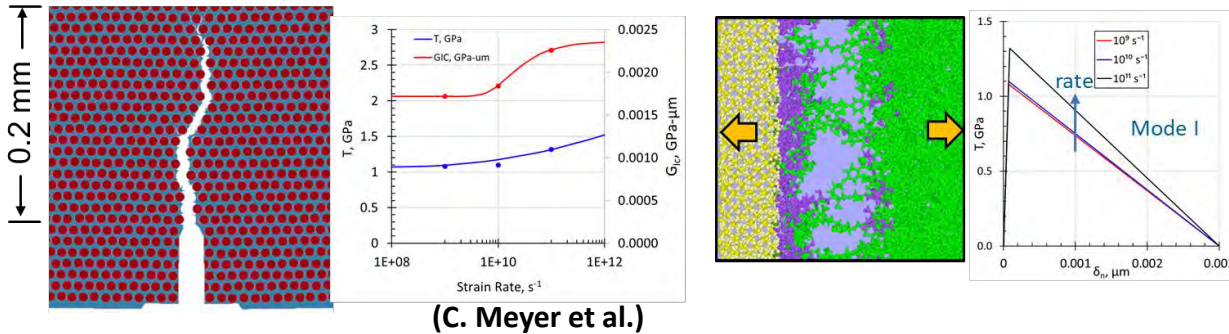 0.2 mm
T, GPa
GIC, GPa-um
3
2.5
2
1.5
1
0.5
0
T, GPa
0.0025
0.0020
0.0015
0.0010
0.0005
0.0000
G_Ic, GPa-µm
1E+08
1E+10
1E+12
Strain Rate, s⁻¹
(C. Meyer et al.)
1.5
1.0
0.5
0.0
T, GPa
10⁹ s⁻¹
10¹⁰ s⁻¹
10¹¹ s⁻¹
rate
Mode I
0
0.001
0.002
0.003
δₙ, µm